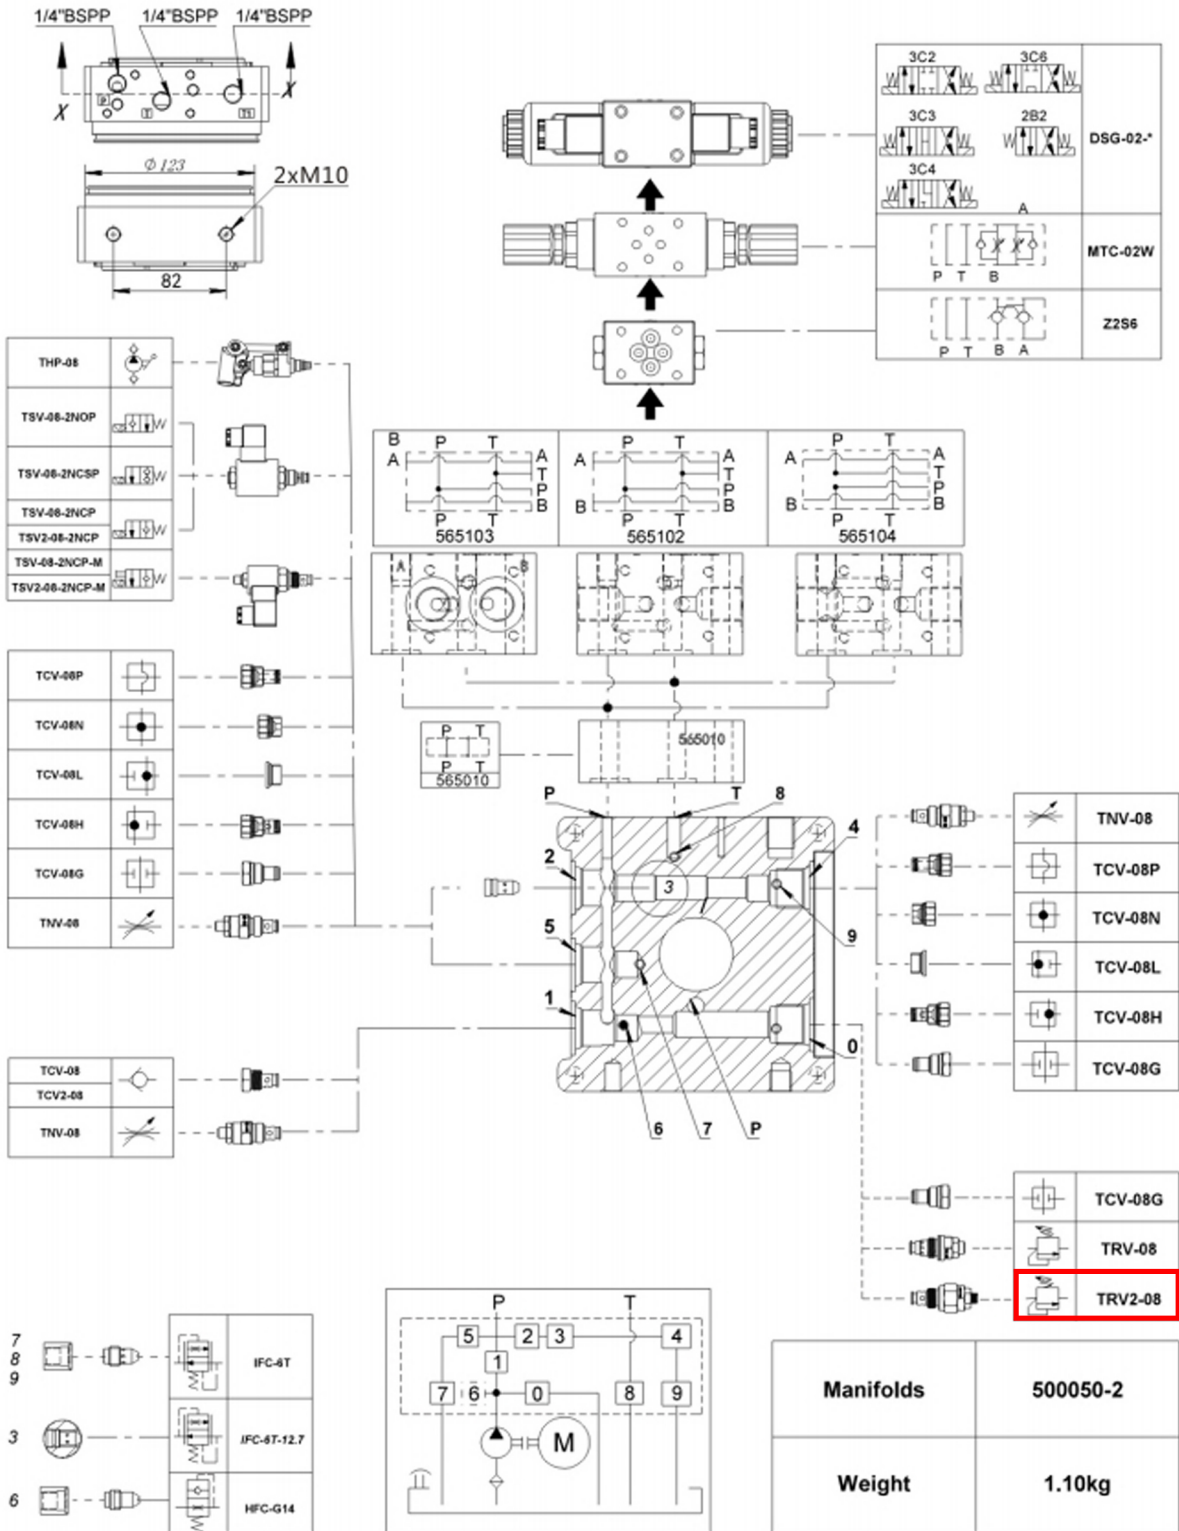 1/4"BSPP 1/4"BSPP 1/4"BSPP
X X
P T T1
Φ 123
2xM10
82
3C2 3C6
3C3 2B2
3C4
DSG-02-*
A
P T B
MTC-02W
P T B A
Z2S6
THP-08
TSV-08-2NOP
TSV-08-2NCSP
TSV-08-2NCP
TSV2-08-2NCP
TSV-08-2NCP-M
TSV2-08-2NCP-M
B P T
A A
T
P
B
P T
565103
P T
A A
T
P
B B
P T
565102
P T
A A
T
P
B B
P T
565104
A B
TCV-08P
TCV-08N
TCV-08L
TCV-08H
TCV-08G
TNV-08
P T
P T
565010
565010
P T 8
2 4
3
5 9
1 0
6 7 P
TNV-08
TCV-08P
TCV-08N
TCV-08L
TCV-08H
TCV-08G
TCV-08
TCV2-08
TNV-08
TCV-08G
TRV-08
TRV2-08
7
8
9
IFC-6T
3
IFC-6T-12.7
6
HFC-G14
P T
5 2 3 4
1
7 6 0 8 9
M
Manifolds 500050-2
Weight 1.10kg